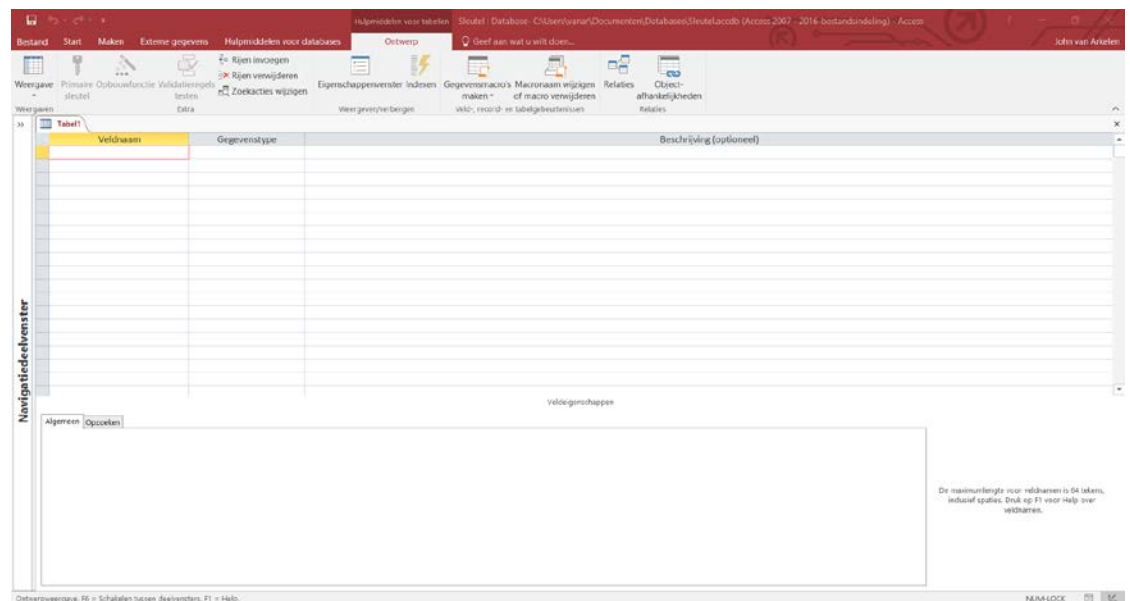 Hulpmiddelen voor tabellen
Sleutel : Database- C:\Users\vanar\Documenten\Databases\Sleutel.accdb (Access 2007 - 2016-bestandsindeling) - Access
Bestand Start Maken Externe gegevens Hulpmiddelen voor databases Ontwerp Geef aan wat u wilt doen... John van Arkelen
Weergave Primaire sleutel Opbouwfunctie Validatieregels testen
Rijen invoegen
Rijen verwijderen
Zoekacties wijzigen
Eigenschappenvenster Indexen
Gegevensmacro's maken Macronaam wijzigen of macro verwijderen
Relaties Object-afhankelijkheden
Weergaven Extra Weergeven/verbergen Veld-, record- en tabelgebeurtenissen Relaties
Tabel1
Veldnaam Gegevenstype Beschrijving (optioneel)
Navigatiedeelvenster
Veldeigenschappen
Algemeen Opzoeken
De maximumlengte voor veldnamen is 64 tekens,
inclusief spaties. Druk op F1 voor Help over
veldnamen.
Ontwerpweergave. F6 = Schakelen tussen deelvensters. F1 = Help. NUM-LOCK